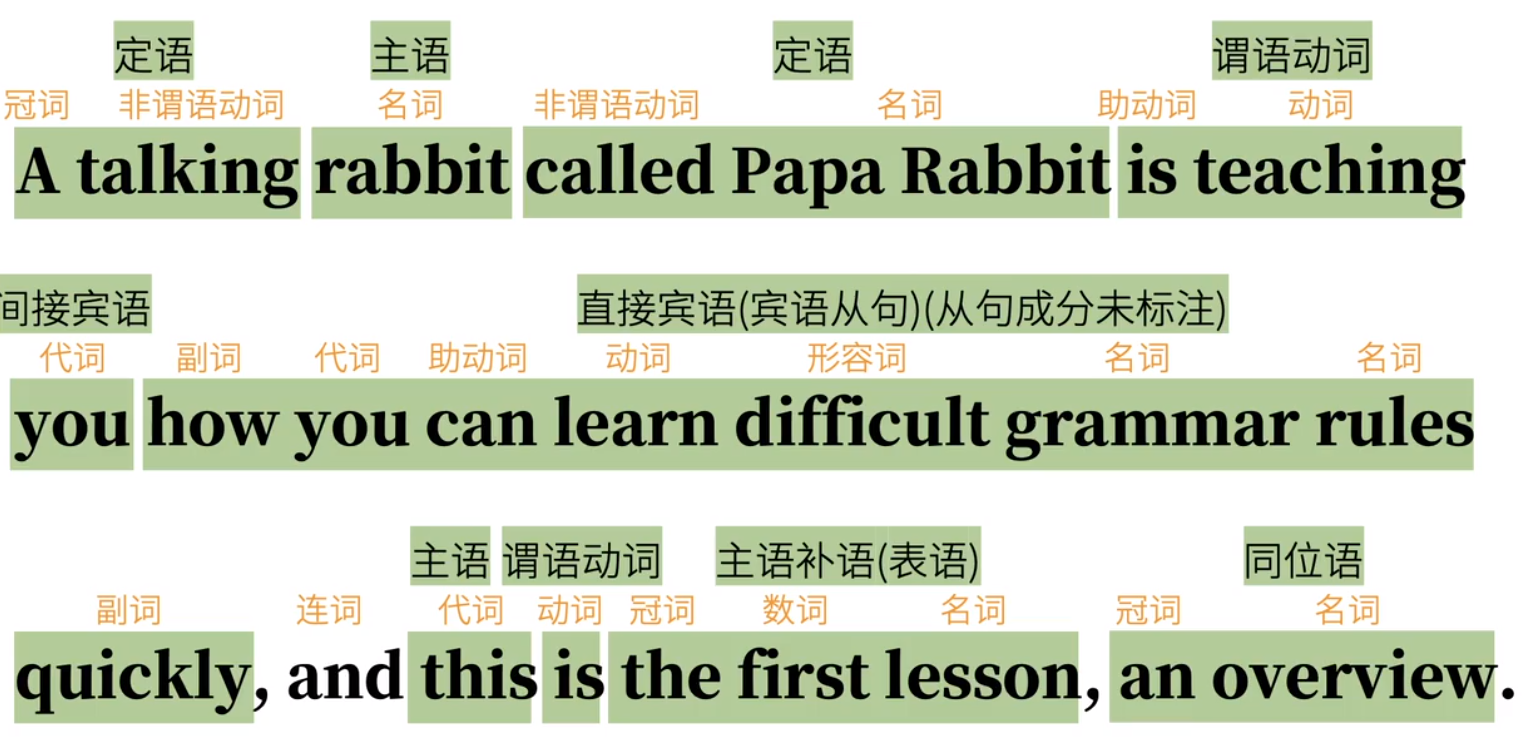 定语 主语 定语 谓语动词
冠词 非谓语动词 名词 非谓语动词 名词 助动词 动词
A talking rabbit called Papa Rabbit is teaching
间接宾语 直接宾语(宾语从句)(从句成分未标注)
代词 副词 代词 助动词 动词 形容词 名词 名词
you how you can learn difficult grammar rules
主语 谓语动词 主语补语(表语) 同位语
副词 连词 代词 动词 冠词 数词 名词 冠词 名词
quickly, and this is the first lesson, an overview.